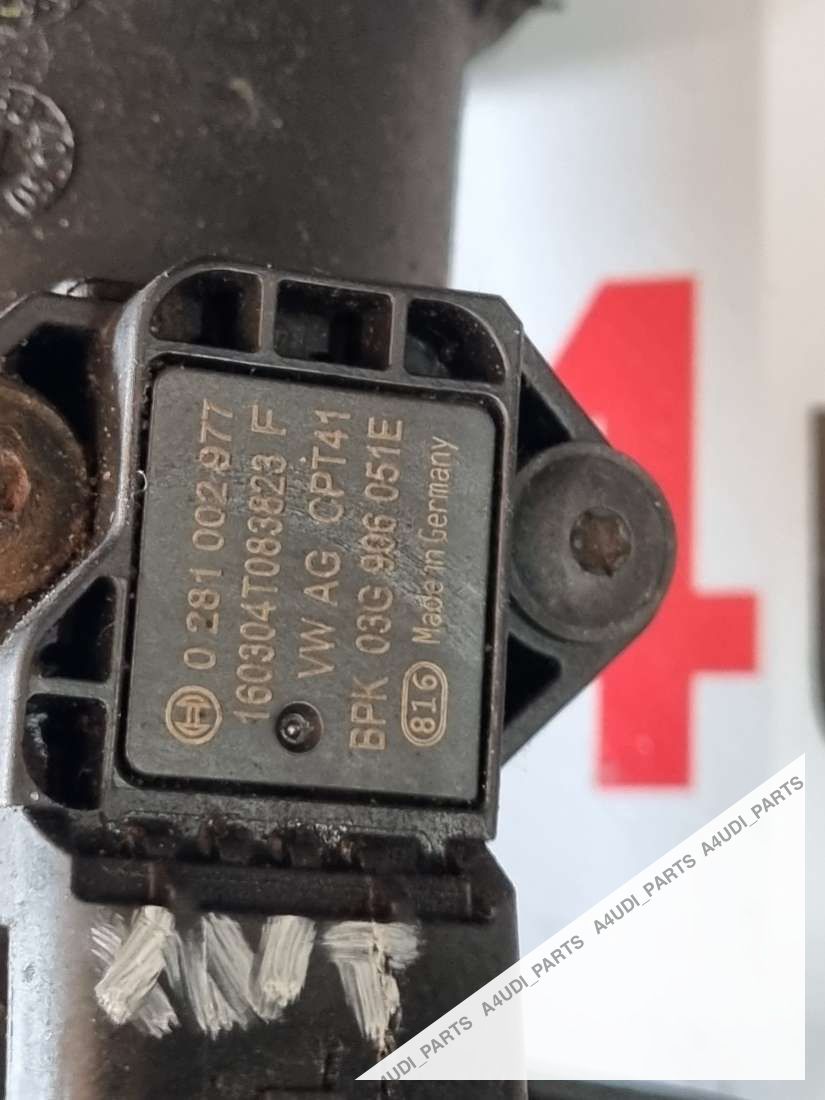 0 281 002 977
160304T083823 F
VW AG CPT41
BPK 03G 906 051E
816 Made in Germany
4
A4UDI_PARTS A4UDI_PARTS A4UDI_PARTS A4UDI_PARTS